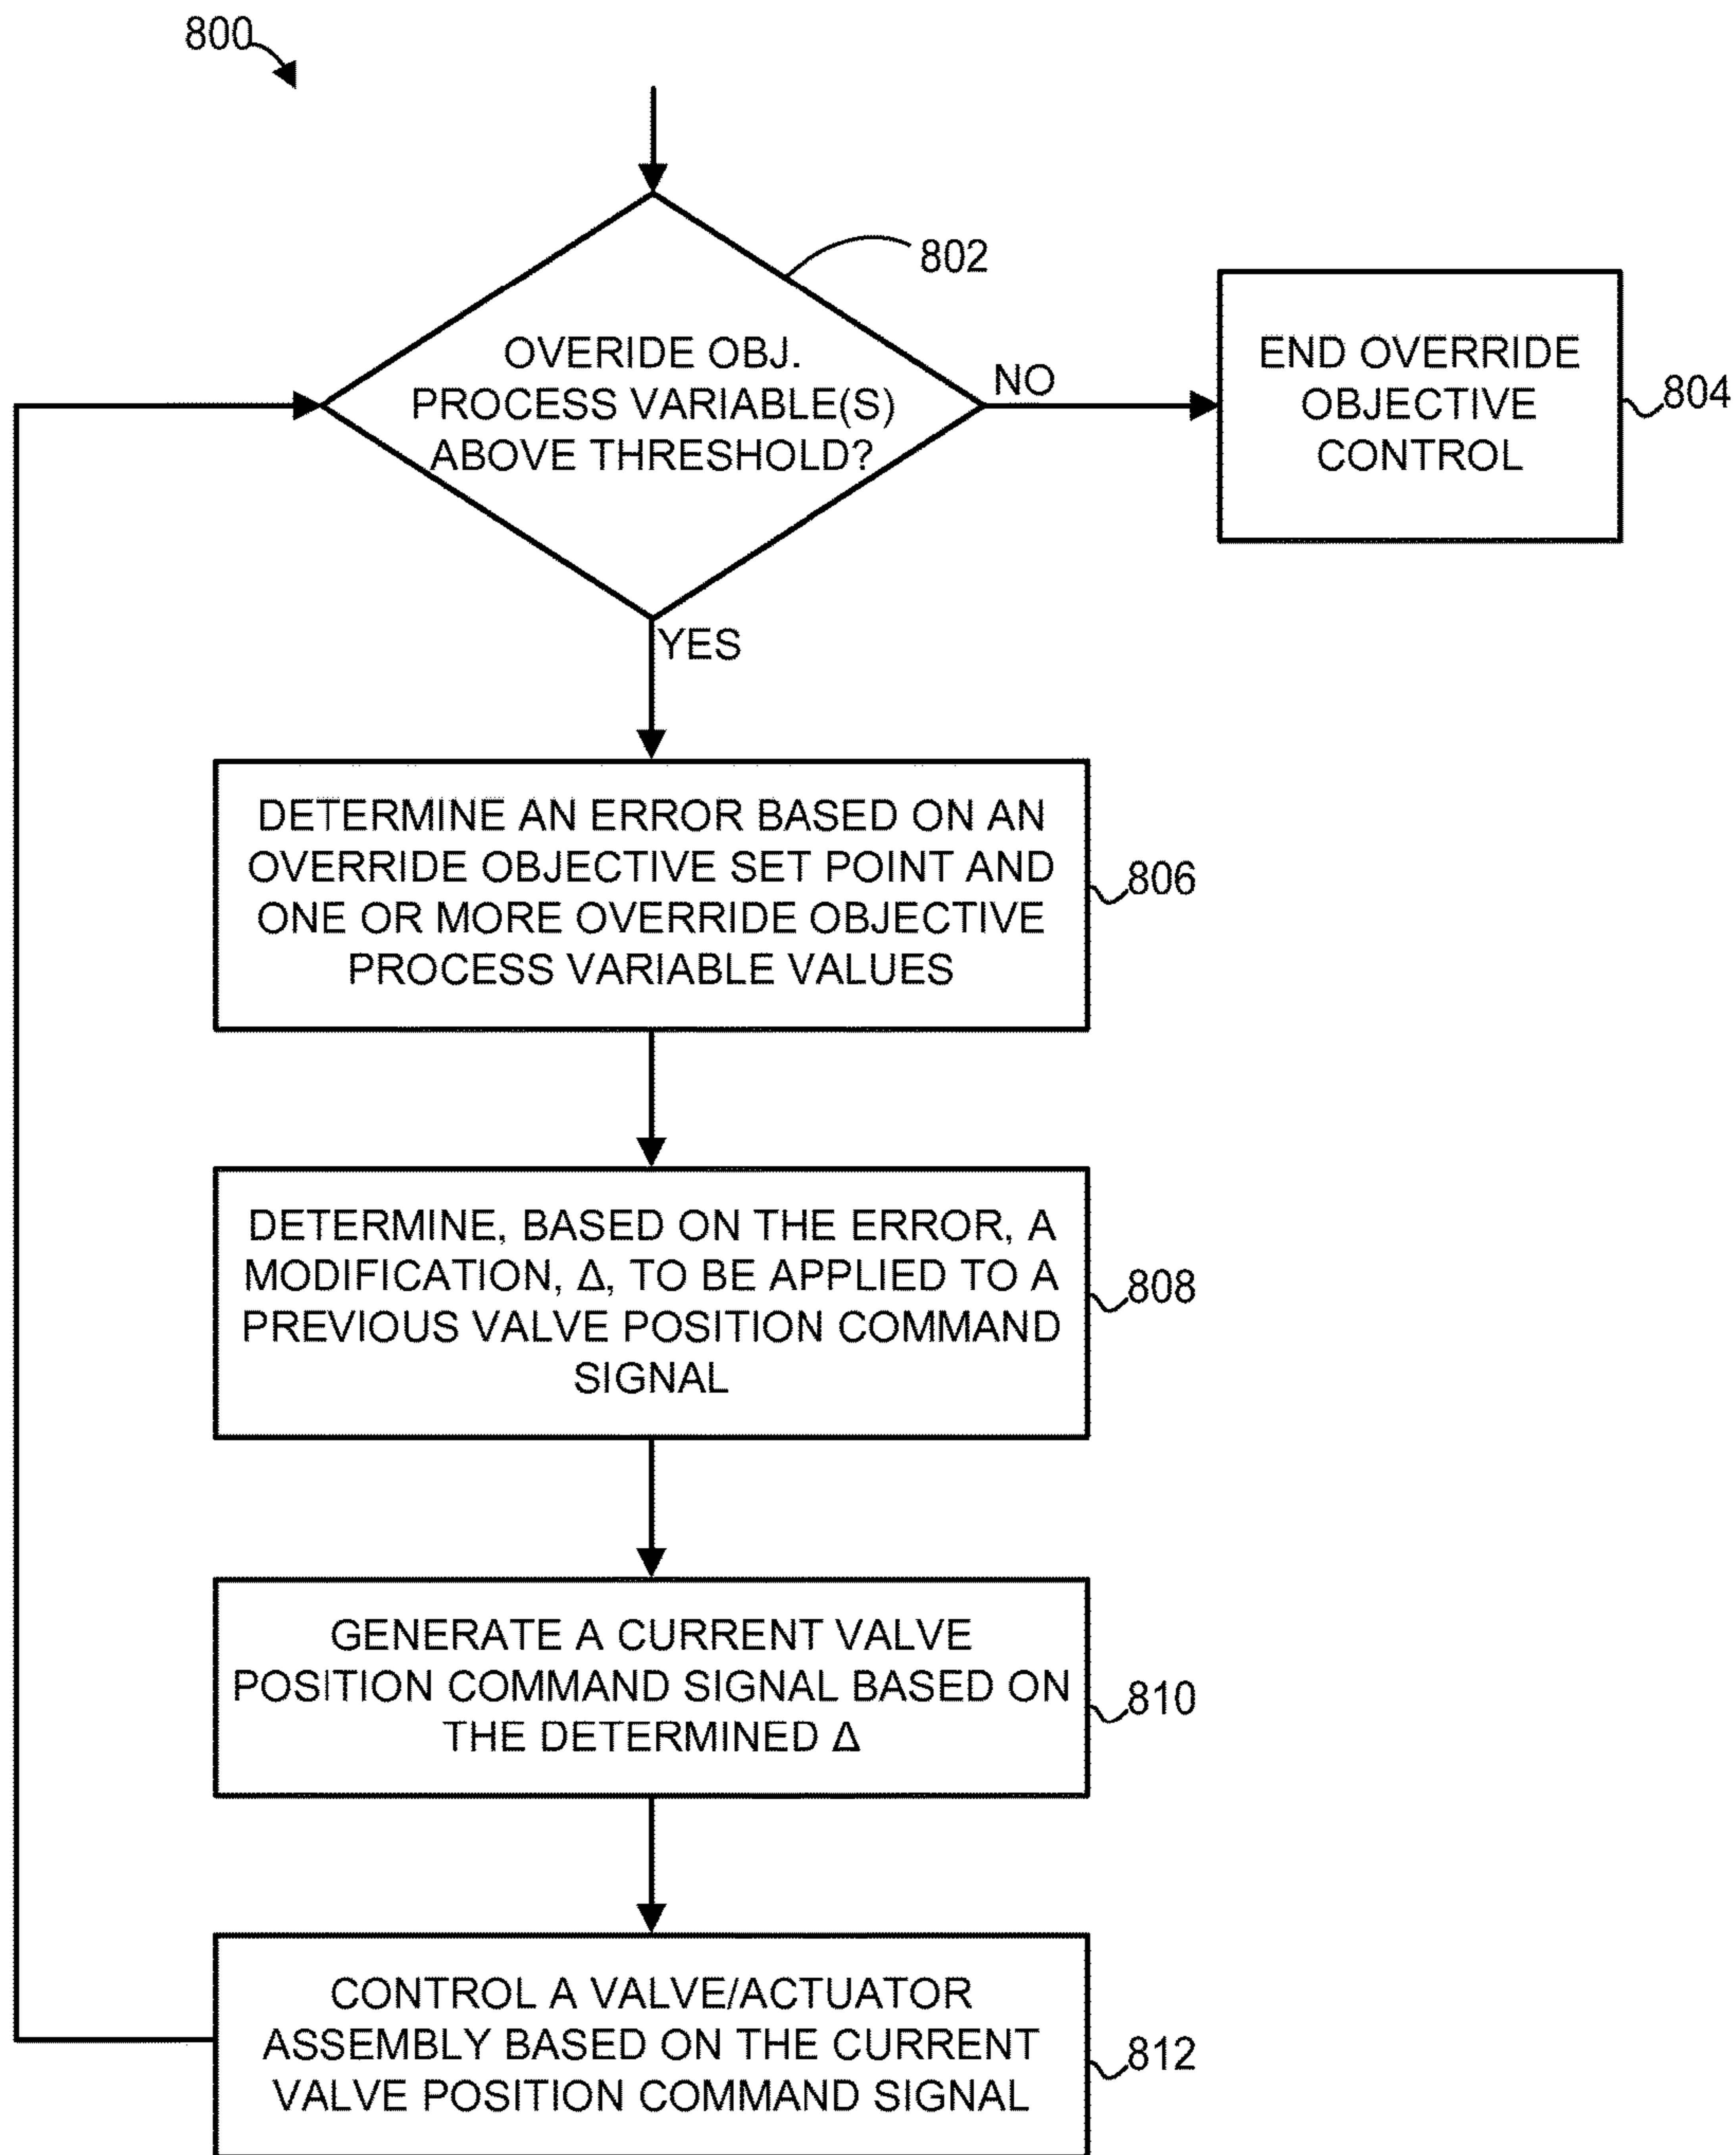 800
802
OVERIDE OBJ.
PROCESS VARIABLE(S)
ABOVE THRESHOLD?
NO
END OVERRIDE
OBJECTIVE
CONTROL
804
YES
DETERMINE AN ERROR BASED ON AN
OVERRIDE OBJECTIVE SET POINT AND
ONE OR MORE OVERRIDE OBJECTIVE
PROCESS VARIABLE VALUES
806
DETERMINE, BASED ON THE ERROR, A
MODIFICATION, Δ, TO BE APPLIED TO A
PREVIOUS VALVE POSITION COMMAND
SIGNAL
808
GENERATE A CURRENT VALVE
POSITION COMMAND SIGNAL BASED ON
THE DETERMINED Δ
810
CONTROL A VALVE/ACTUATOR
ASSEMBLY BASED ON THE CURRENT
VALVE POSITION COMMAND SIGNAL
812